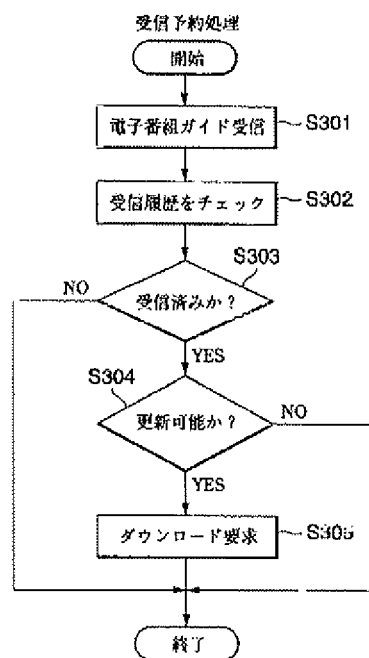 受信予約処理
開始
電子番組ガイド受信
S301
受信履歴をチェック
S302
S303
受信済みか？
NO
YES
S304
更新可能か？
NO
YES
ダウンロード要求
S305
終了